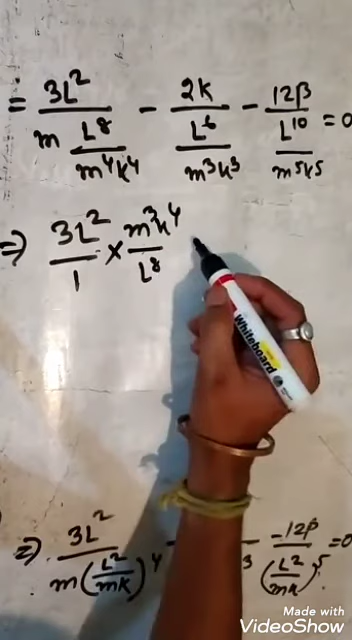 = 3L²/(m L⁸/(m⁴k⁴)) - 2k/(L⁶/(m³k³)) - 12β/(L¹⁰/(m⁵k⁵)) = 0
⇒ 3L²/1 × m³k⁴/L⁸
Whiteboard
⇒ 3L²/(m(L²/mk)⁴) - 3 -12β/(L²/mk)⁵ = 0
Made with
VideoShow